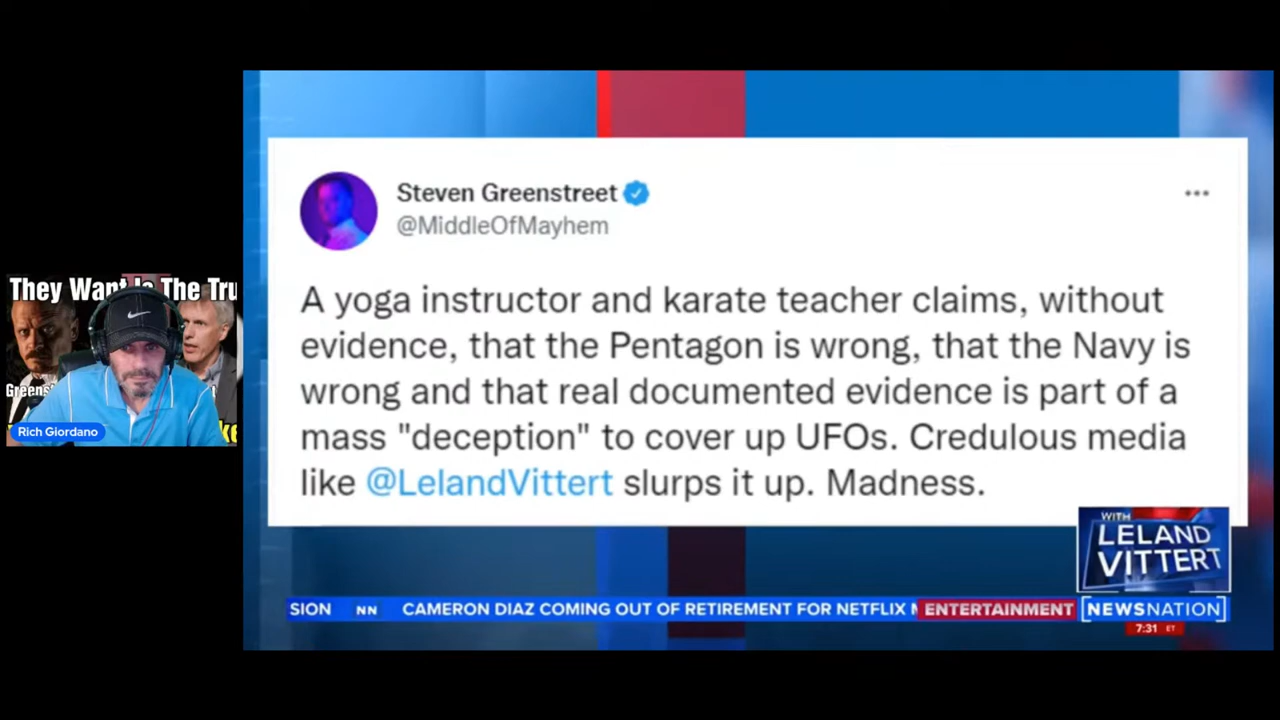 They Want Is The Tru
Greens
Rich Giordano
Steven Greenstreet
@MiddleOfMayhem
A yoga instructor and karate teacher claims, without
evidence, that the Pentagon is wrong, that the Navy is
wrong and that real documented evidence is part of a
mass "deception" to cover up UFOs. Credulous media
like @LelandVittert slurps it up. Madness.
WITH
LELAND
VITTERT
SION NN CAMERON DIAZ COMING OUT OF RETIREMENT FOR NETFLIX ENTERTAINMENT NEWSNATION
7:31 ET